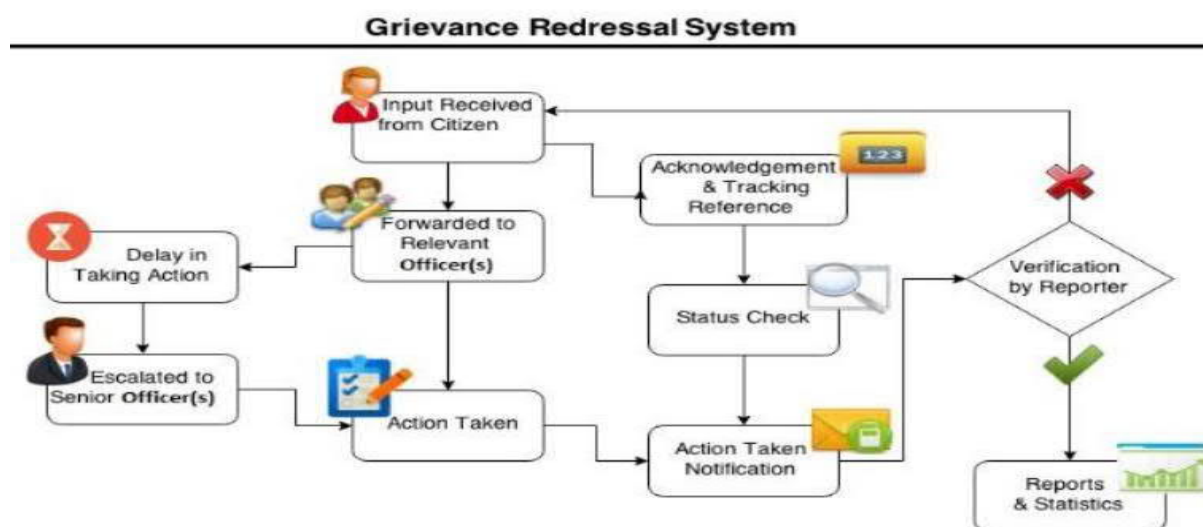 Grievance Redressal System
Input Received
from Citizen
Acknowledgement
& Tracking
Reference
123
Forwarded to
Relevant
Officer(s)
Delay in
Taking Action
Verification
by Reporter
Status Check
Escalated to
Senior Officer(s)
Action Taken
Action Taken
Notification
Reports
& Statistics